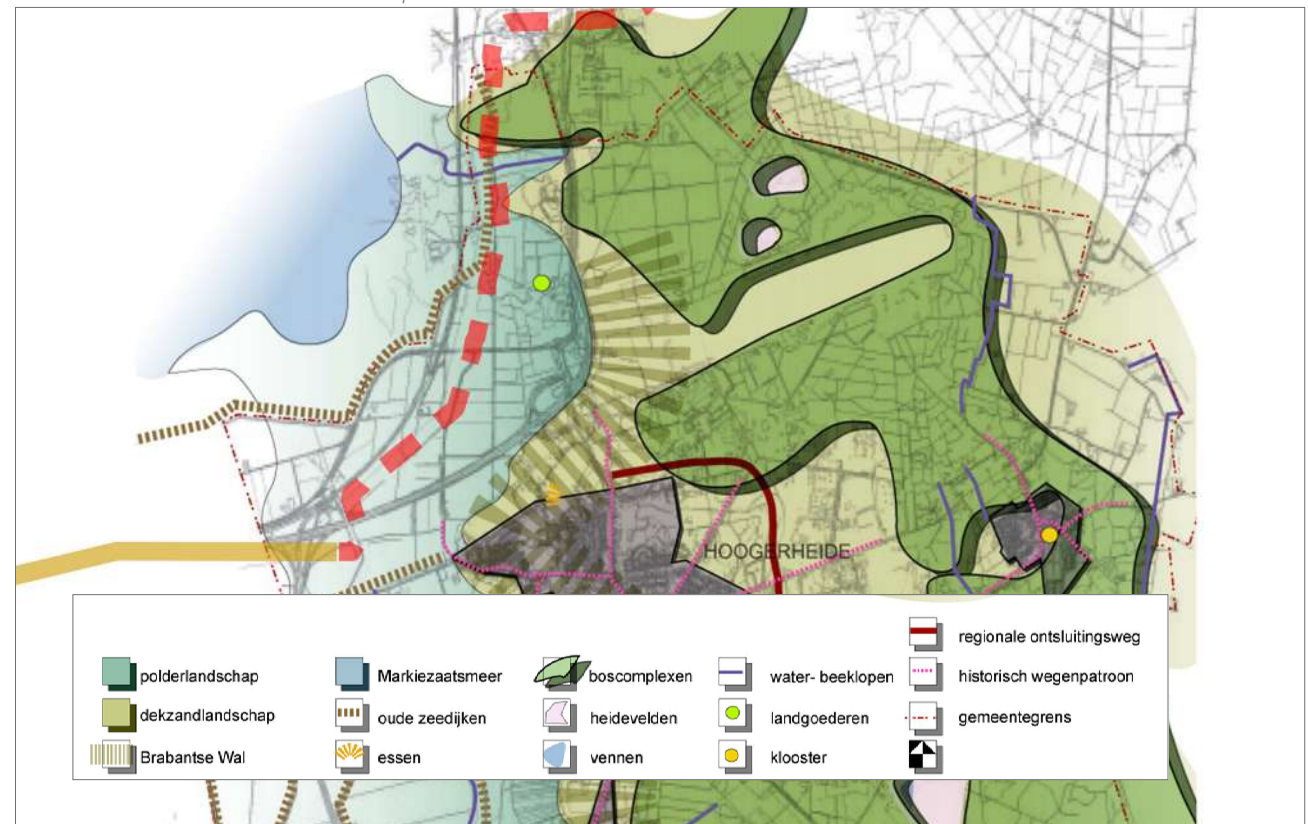 HOOGERHEIDE
regionale ontsluitingsweg
polderlandschap
Markiezaatsmeer
boscomplexen
water- beeklopen
historisch wegenpatroon
dekzandlandschap
oude zeedijken
heidevelden
landgoederen
gemeentegrens
Brabantse Wal
essen
vennen
klooster